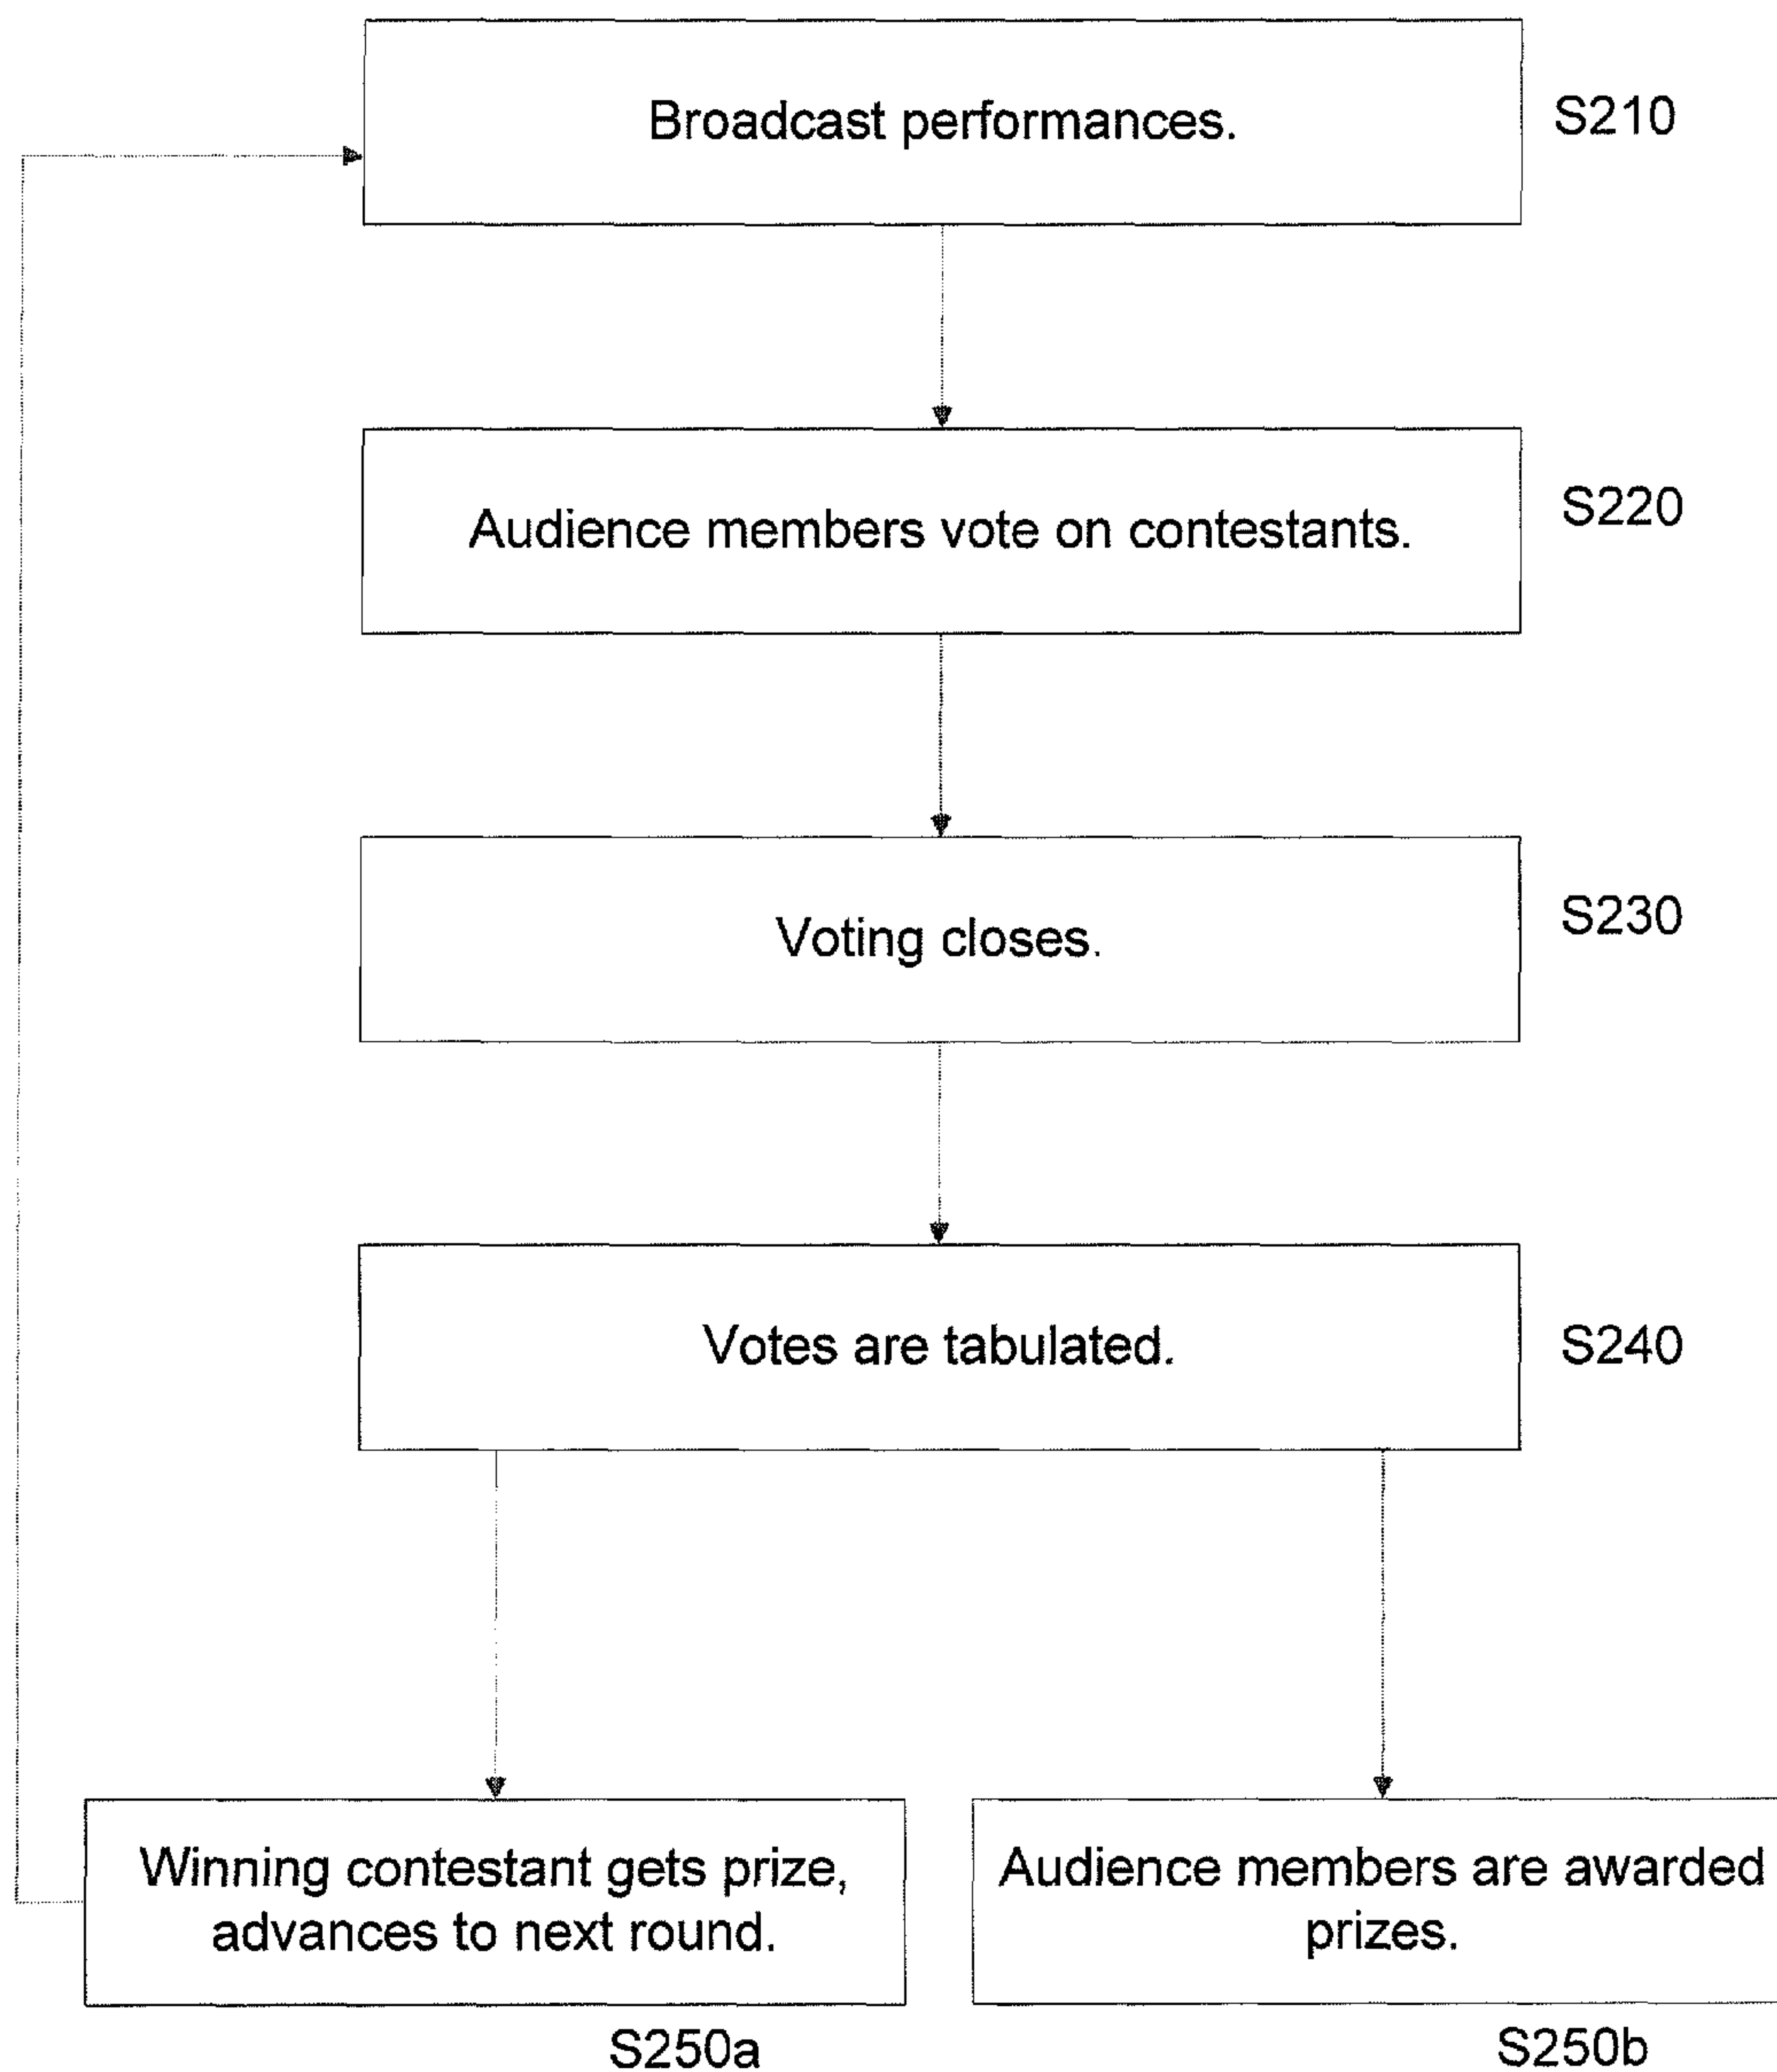 Broadcast performances.
S210
Audience members vote on contestants.
S220
Voting closes.
S230
Votes are tabulated.
S240
Winning contestant gets prize,
advances to next round.
S250a
Audience members are awarded
prizes.
S250b